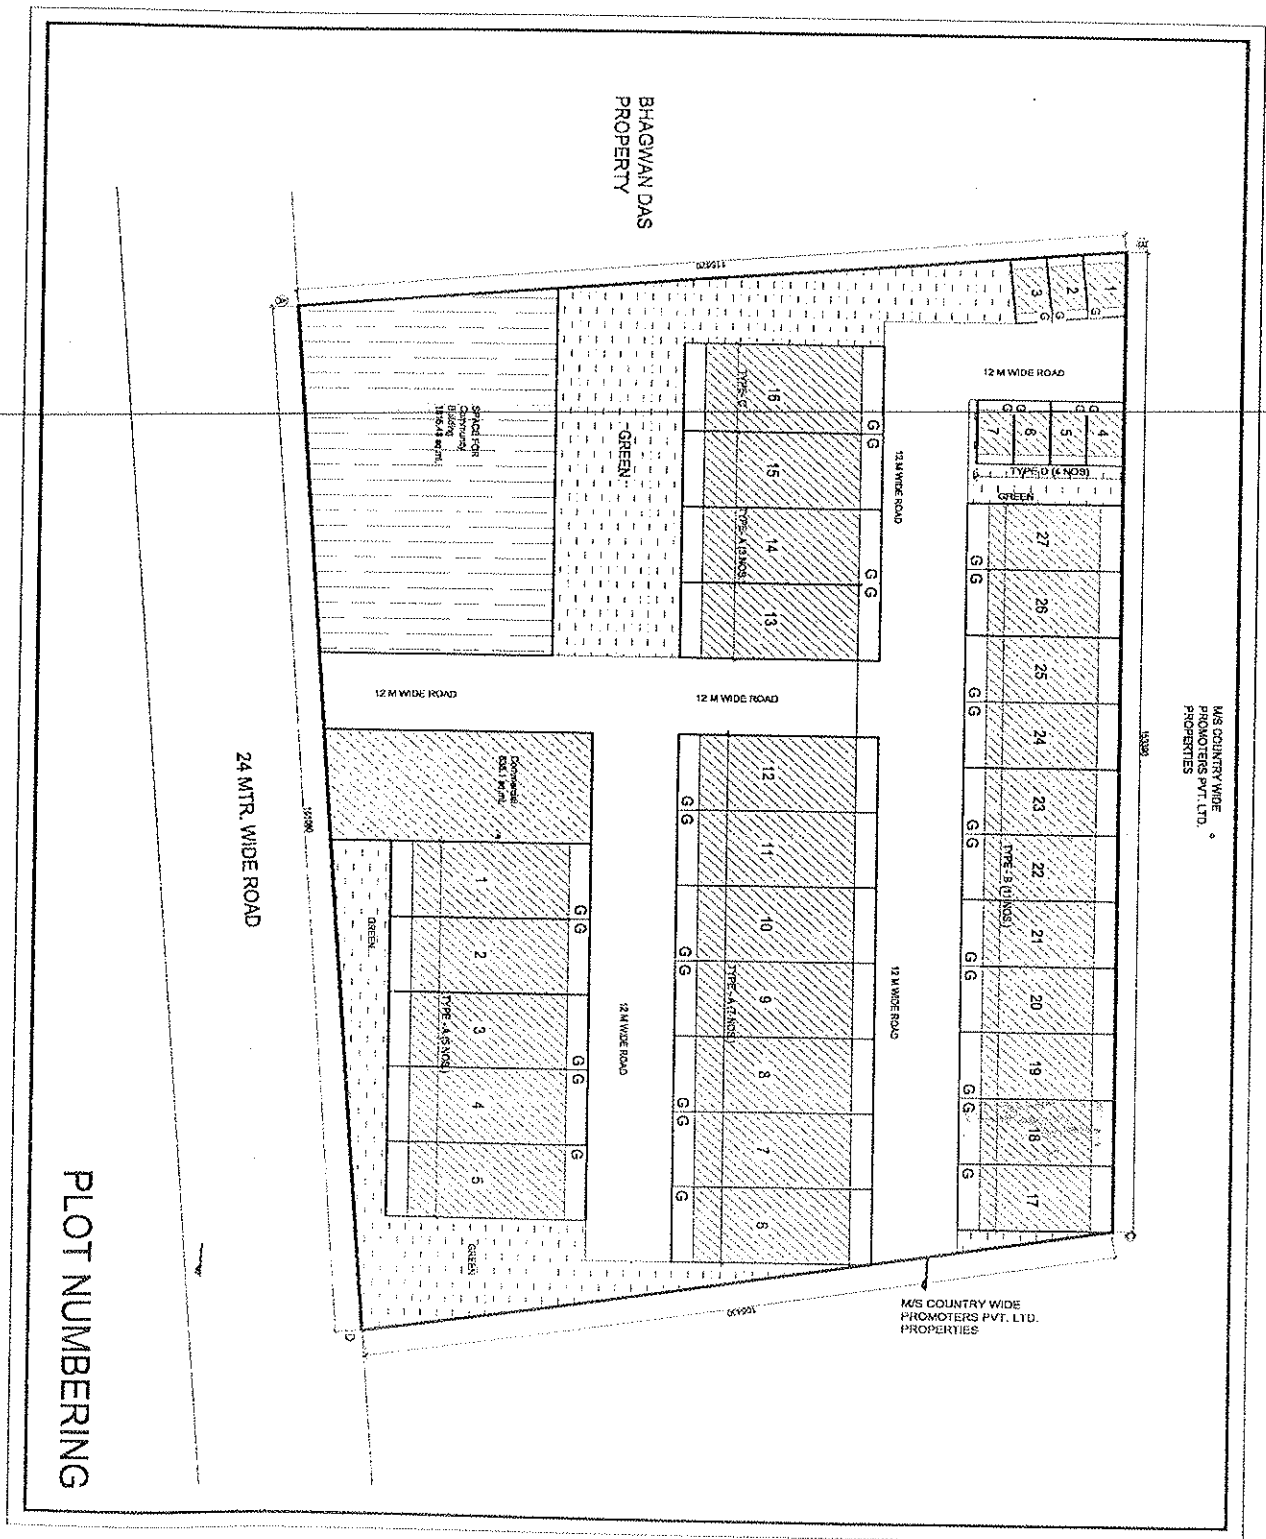 M/S COUNTRY WIDE
PROMOTERS PVT. LTD.
PROPERTIES
BHAGWAN DAS
PROPERTY
1
2
3
G
G
G
12 M WIDE ROAD
4
5
6
7
G
G
G
G
TYPE D (4 NOS)
GREEN
27
26
25
24
23
22
21
20
19
18
17
TYPE - B (11 NOS)
G G
G G
G G
G G
G G
G
12 M WIDE ROAD
12 M WIDE ROAD
16
15
14
13
G G
G G
TYPE - C
TYPE - A (3 NOS.)
GREEN
SPACE FOR
Community
Building
12 M WIDE ROAD
12 M WIDE ROAD
12
11
10
9
8
7
6
TYPE - A (7 NOS)
G G
G G
G G
G
12 M WIDE ROAD
Commercial
1
2
3
4
5
G G
G G
G
TYPE - A (5 NOS.)
GREEN
GREEN
M/S COUNTRY WIDE
PROMOTERS PVT. LTD.
PROPERTIES
C
D
24 MTR. WIDE ROAD
PLOT NUMBERING